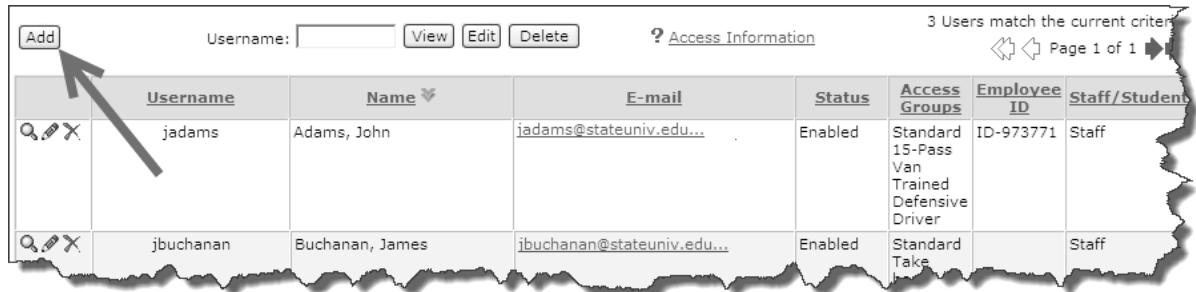 Add Username: View Edit Delete ? Access Information 3 Users match the current
Page 1 of 1
Username Name E-mail Status Access Groups Employee ID Staff/Student
jadams Adams, John jadams@stateuniv.edu... Enabled Standard ID-973771 Staff
15-Pass
Van
Trained
Defensive
Driver
jbuchanan Buchanan, James jbuchanan@stateuniv.edu... Enabled Standard Staff
Take